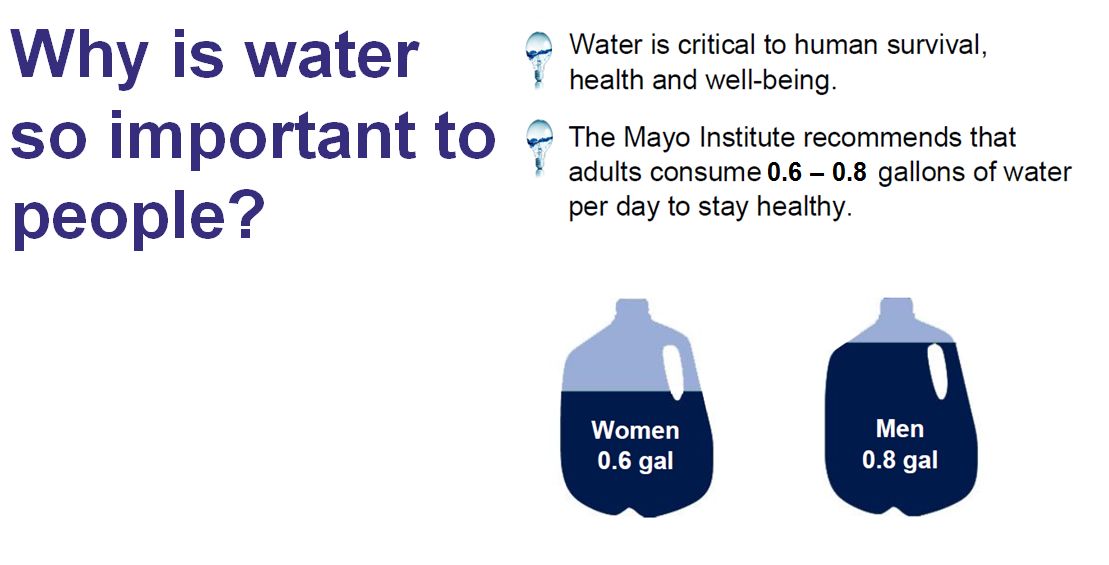 Why is water
so important to
people?
Water is critical to human survival,
health and well-being.
The Mayo Institute recommends that
adults consume 0.6 – 0.8 gallons of water
per day to stay healthy.
Women
0.6 gal
Men
0.8 gal